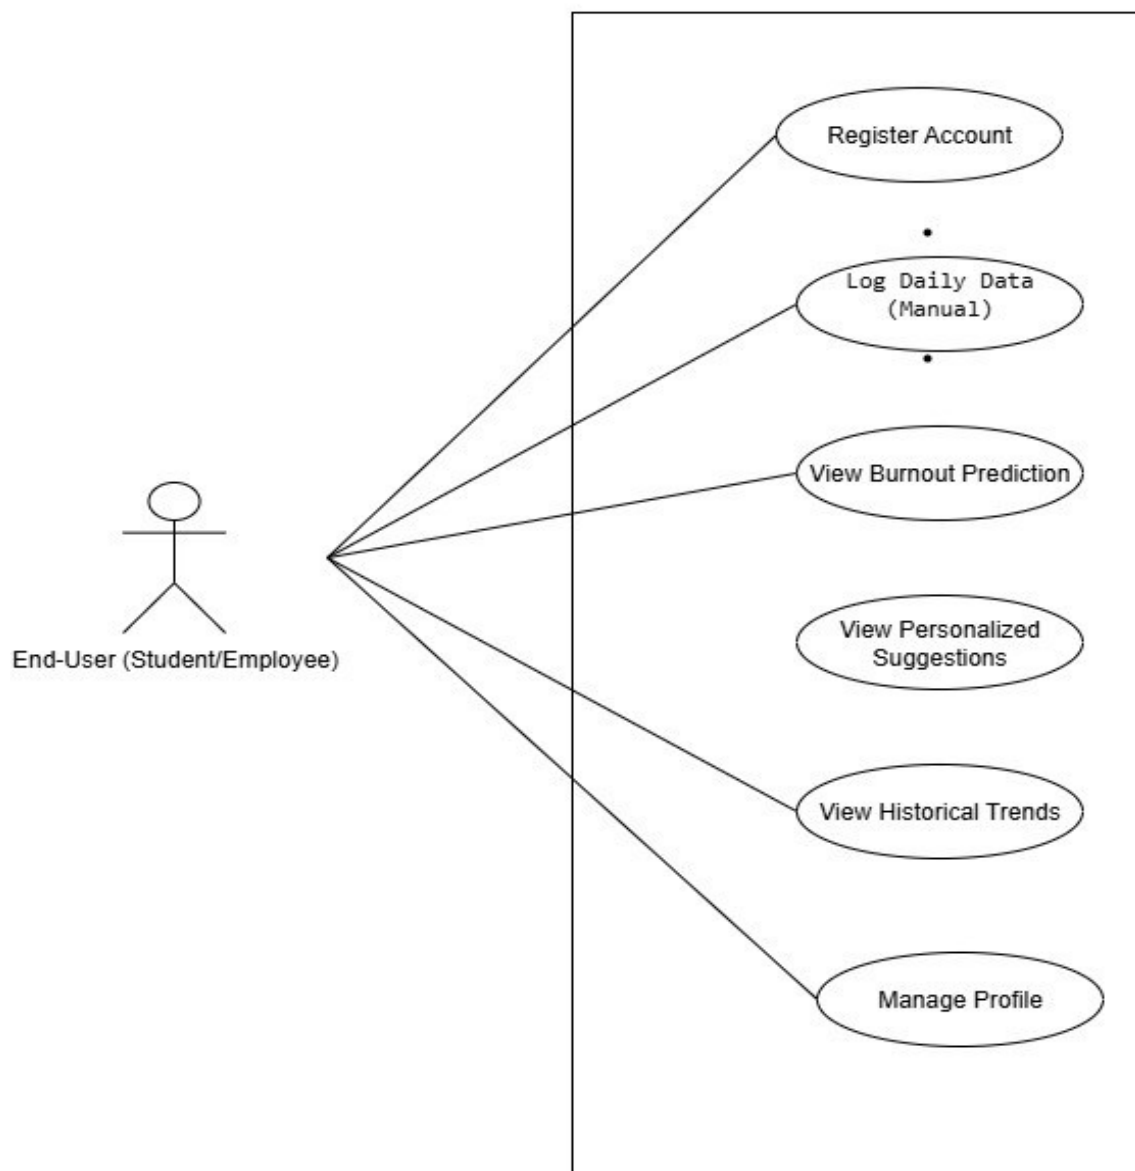 Register Account
Log Daily Data
(Manual)
View Burnout Prediction
End-User (Student/Employee)
View Personalized
Suggestions
View Historical Trends
Manage Profile